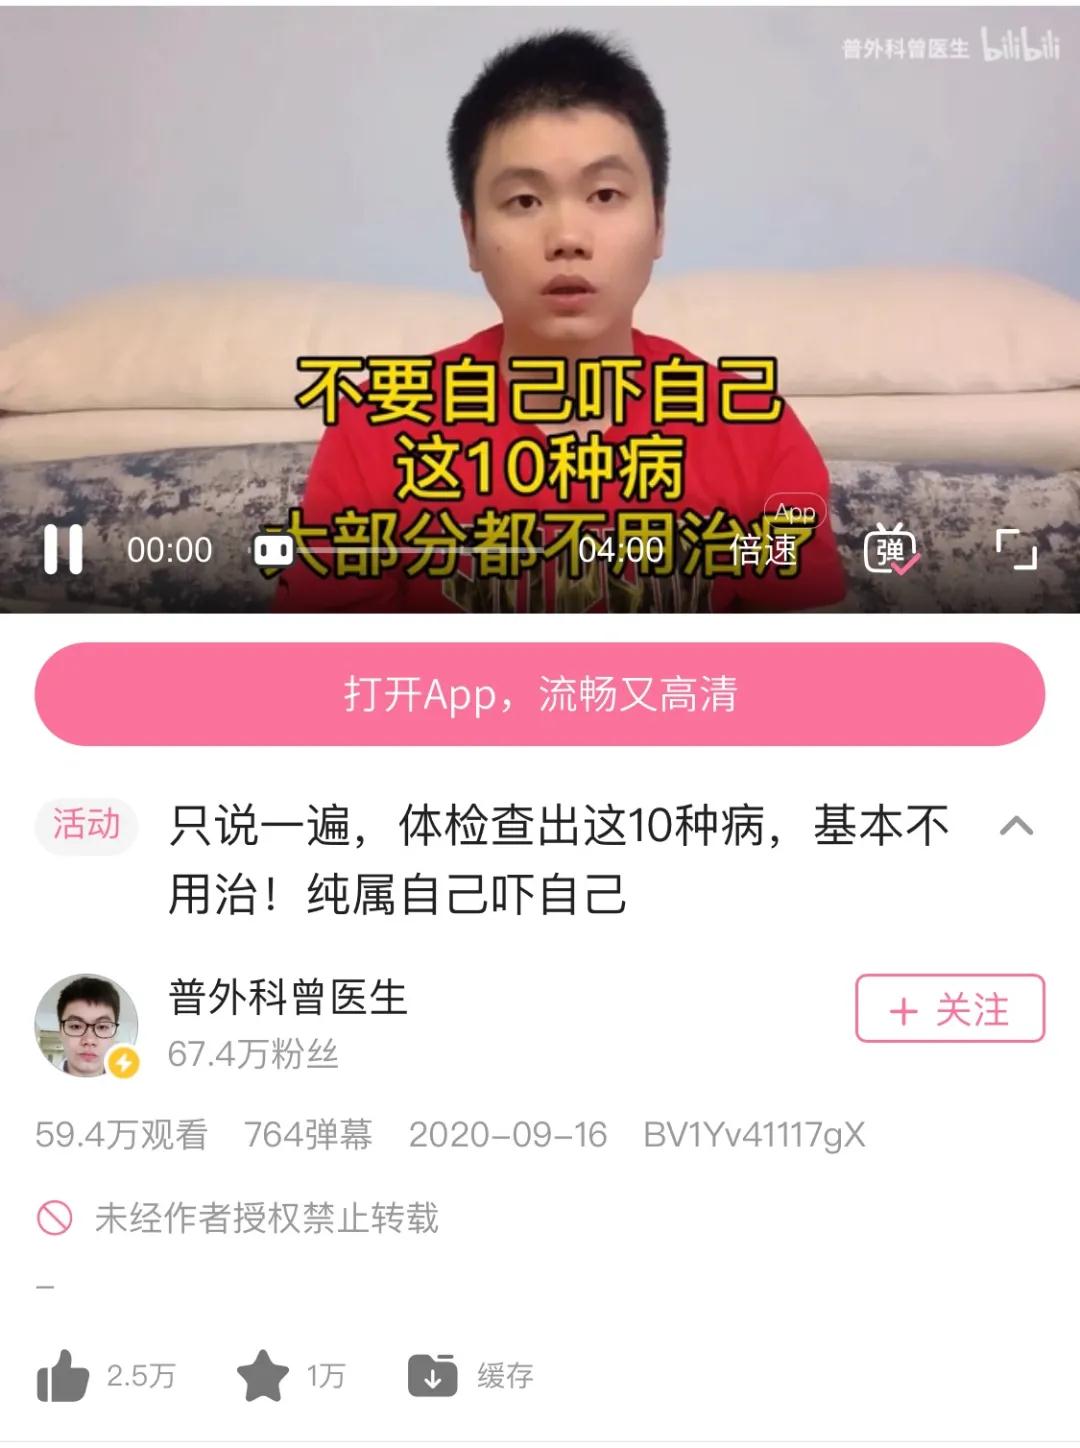 普外科曾医生 bilibili
不要自己吓自己
这10种病
大部分都不用治疗
App
00:00 04:00 倍速 弹
打开App，流畅又高清
活动 只说一遍，体检查出这10种病，基本不
用治！纯属自己吓自己
普外科曾医生
+ 关注
67.4万粉丝
59.4万观看 764弹幕 2020-09-16 BV1Yv41117gX
未经作者授权禁止转载
-
2.5万 1万 缓存